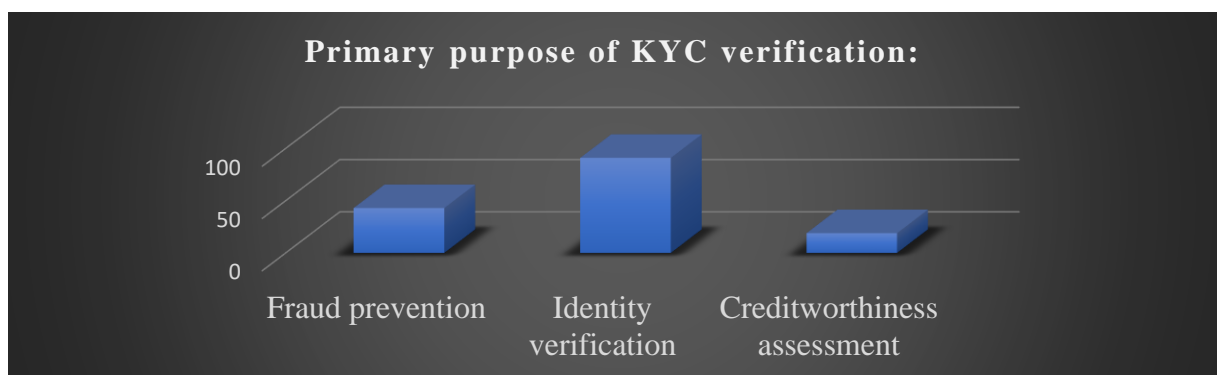 Primary purpose of KYC verification:
100
50
0
Fraud prevention
Identity
verification
Creditworthiness
assessment